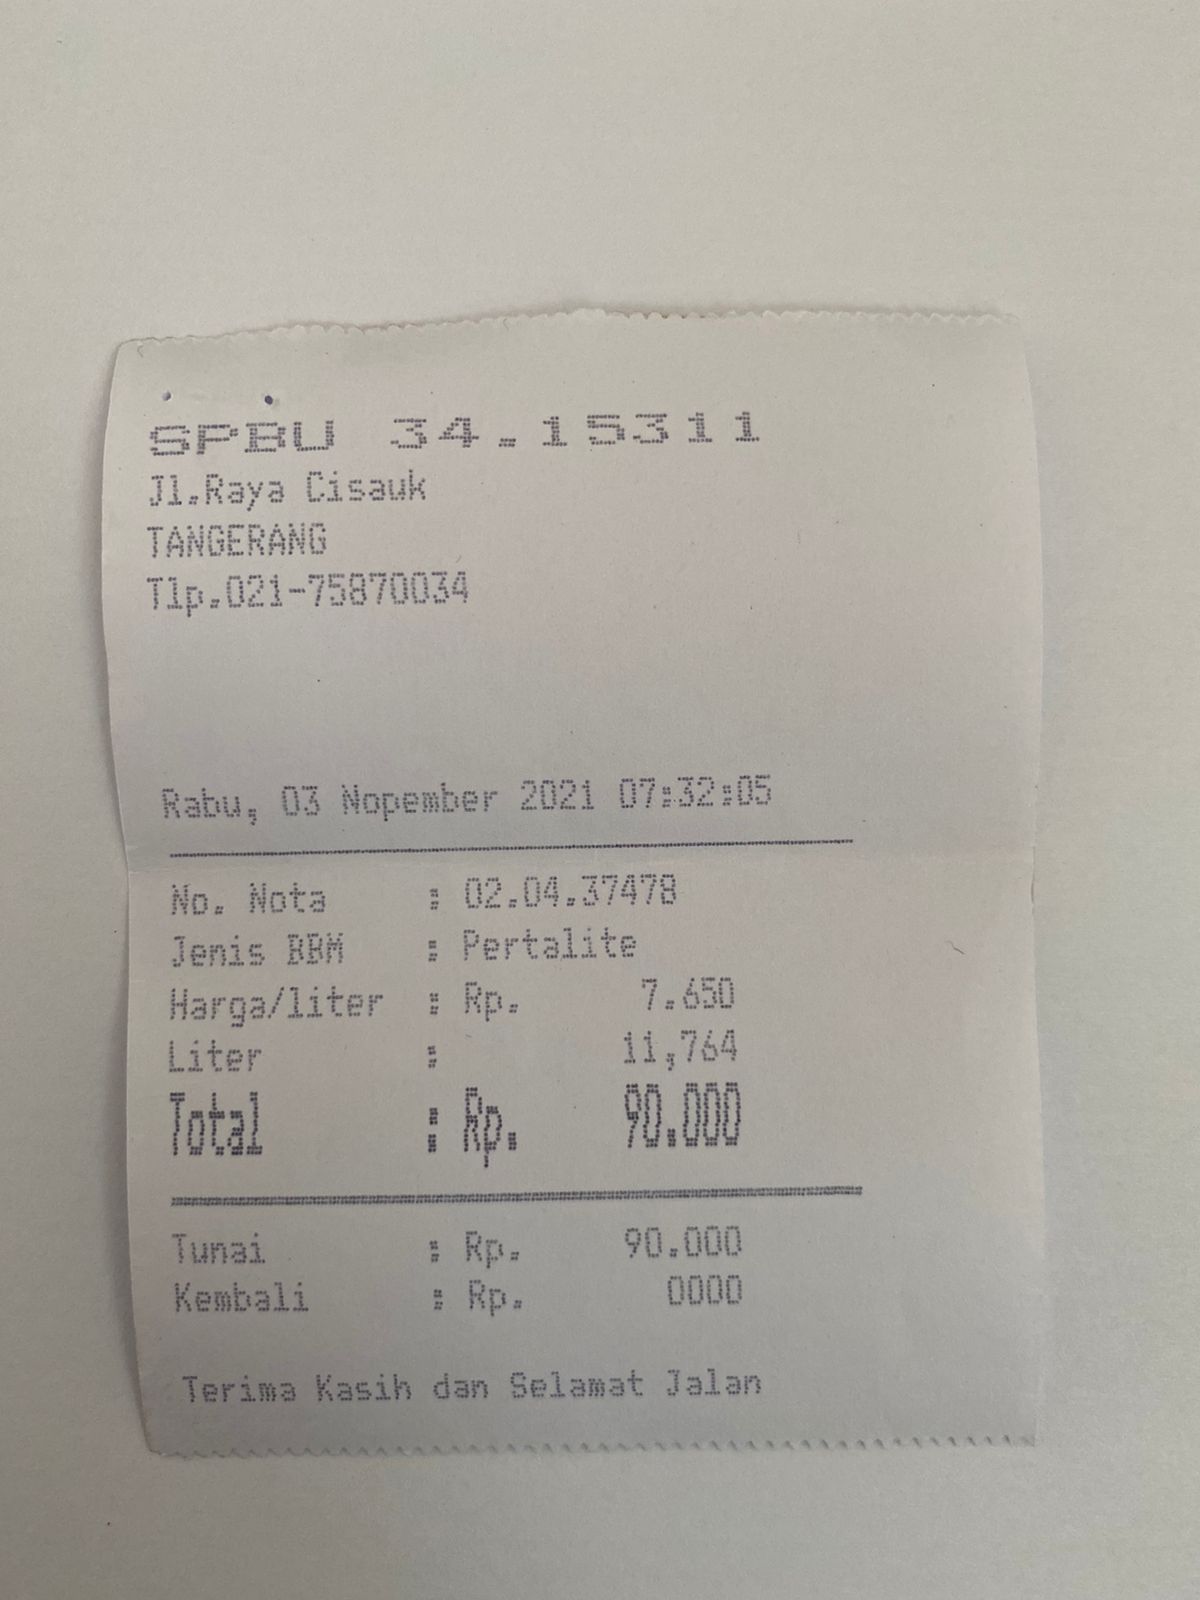 SPBU 34.15311
Jl.Raya Cisauk
TANGERANG
Tlp.021-75870034
Rabu, 03 Nopember 2021 07:32:05
No. Nota : 02.04.37478
Jenis BBM : Pertalite
Harga/liter : Rp. 7.650
Liter : 11,764
Total : Rp. 90.000
Tunai : Rp. 90.000
Kembali : Rp. 0000
Terima Kasih dan Selamat Jalan